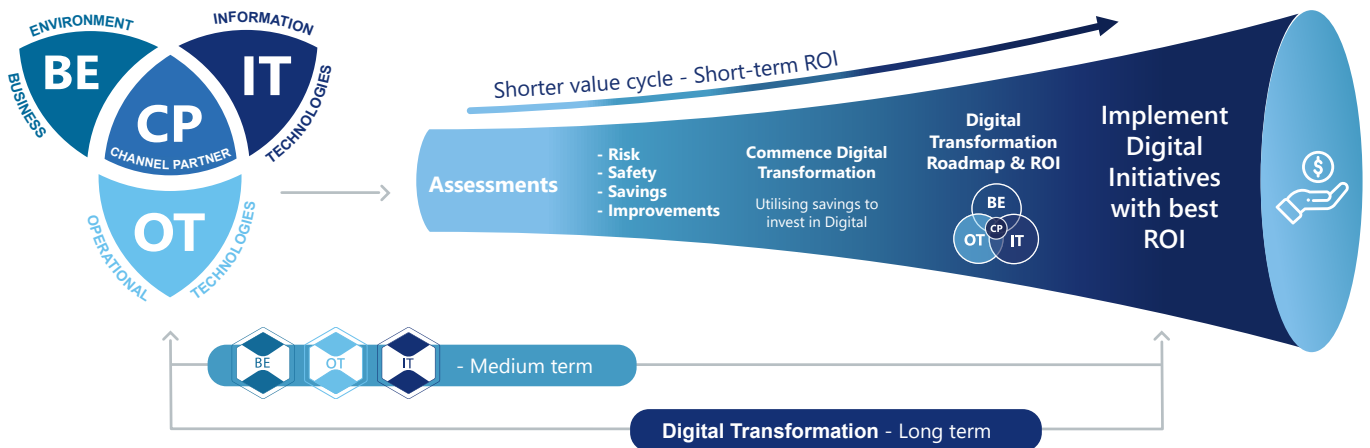 ENVIRONMENT
BUSINESS
BE
INFORMATION
TECHNOLOGIES
IT
CP
CHANNEL PARTNER
OT
OPERATIONAL
TECHNOLOGIES
Shorter value cycle - Short-term ROI
Assessments
- Risk
- Safety
- Savings
- Improvements
Commence Digital
Transformation
Utilising savings to
invest in Digital
Digital
Transformation
Roadmap & ROI
BE
CP
OT
IT
Implement
Digital
Initiatives
with best
ROI
$
BE
OT
IT
- Medium term
Digital Transformation - Long term